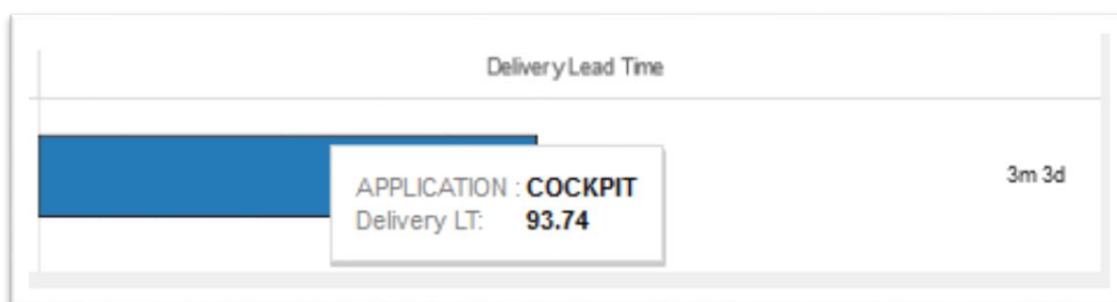 Delivery Lead Time
3m 3d
APPLICATION : COCKPIT
Delivery LT: 93.74